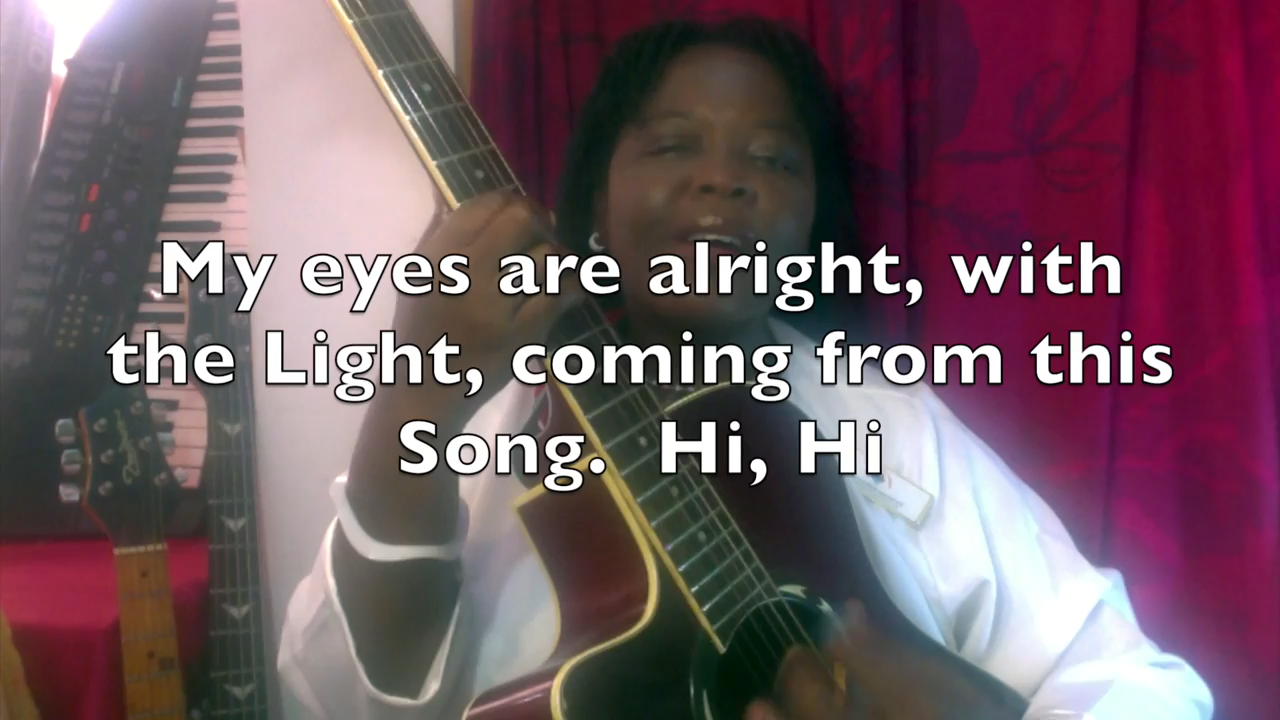 My eyes are alright, with
the Light, coming from this
Song.  Hi, Hi